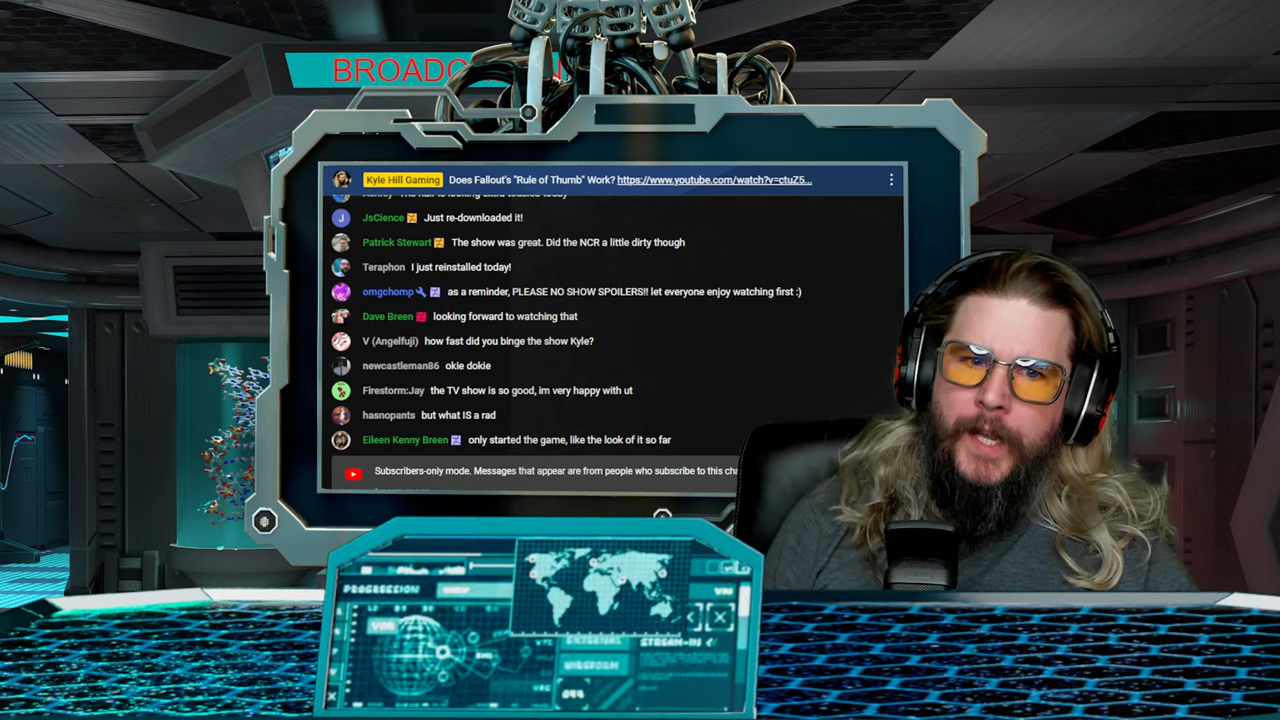 Kyle Hill Gaming Does Fallout's "Rule of Thumb" Work? https://www.youtube.com/watch?v=ctuZ5...
JsCience Just re-downloaded it!
Patrick Stewart The show was great. Did the NCR a little dirty though
Teraphon I just reinstalled today!
omgchomp as a reminder, PLEASE NO SHOW SPOILERS!! let everyone enjoy watching first :)
Dave Breen looking forward to watching that
V (Angelfuji) how fast did you binge the show Kyle?
newcastleman86 okie dokie
Firestorm:Jay the TV show is so good, im very happy with ut
hasnopants but what IS a rad
Eileen Kenny Breen only started the game, like the look of it so far
Subscribers-only mode. Messages that appear are from people who subscribe to this
PROGRESSION
STREAM-IN